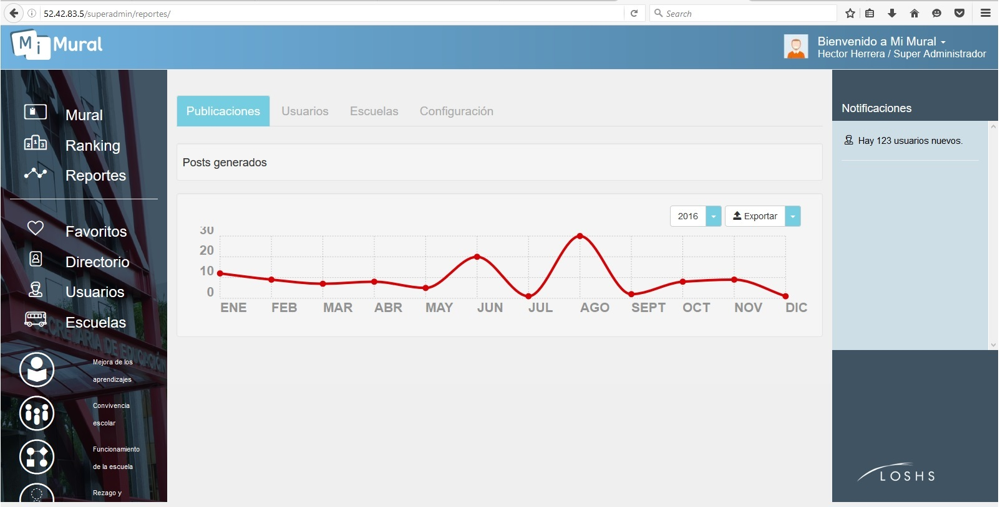 52.42.83.5/superadmin/reportes/
Search
Mi Mural
Bienvenido a Mi Mural
Hector Herrera / Super Administrador
Mural
Ranking
Reportes
Favoritos
Directorio
Usuarios
Escuelas
SECRETARÍA DE EDUCACIÓN
Mejora de los
aprendizajes
Convivencia
escolar
Funcionamiento
de la escuela
Rezago y
Publicaciones Usuarios Escuelas Configuración
Posts generados
2016 Exportar
30
20
10
0
ENE FEB MAR ABR MAY JUN JUL AGO SEPT OCT NOV DIC
Notificaciones
Hay 123 usuarios nuevos.
LOSHS